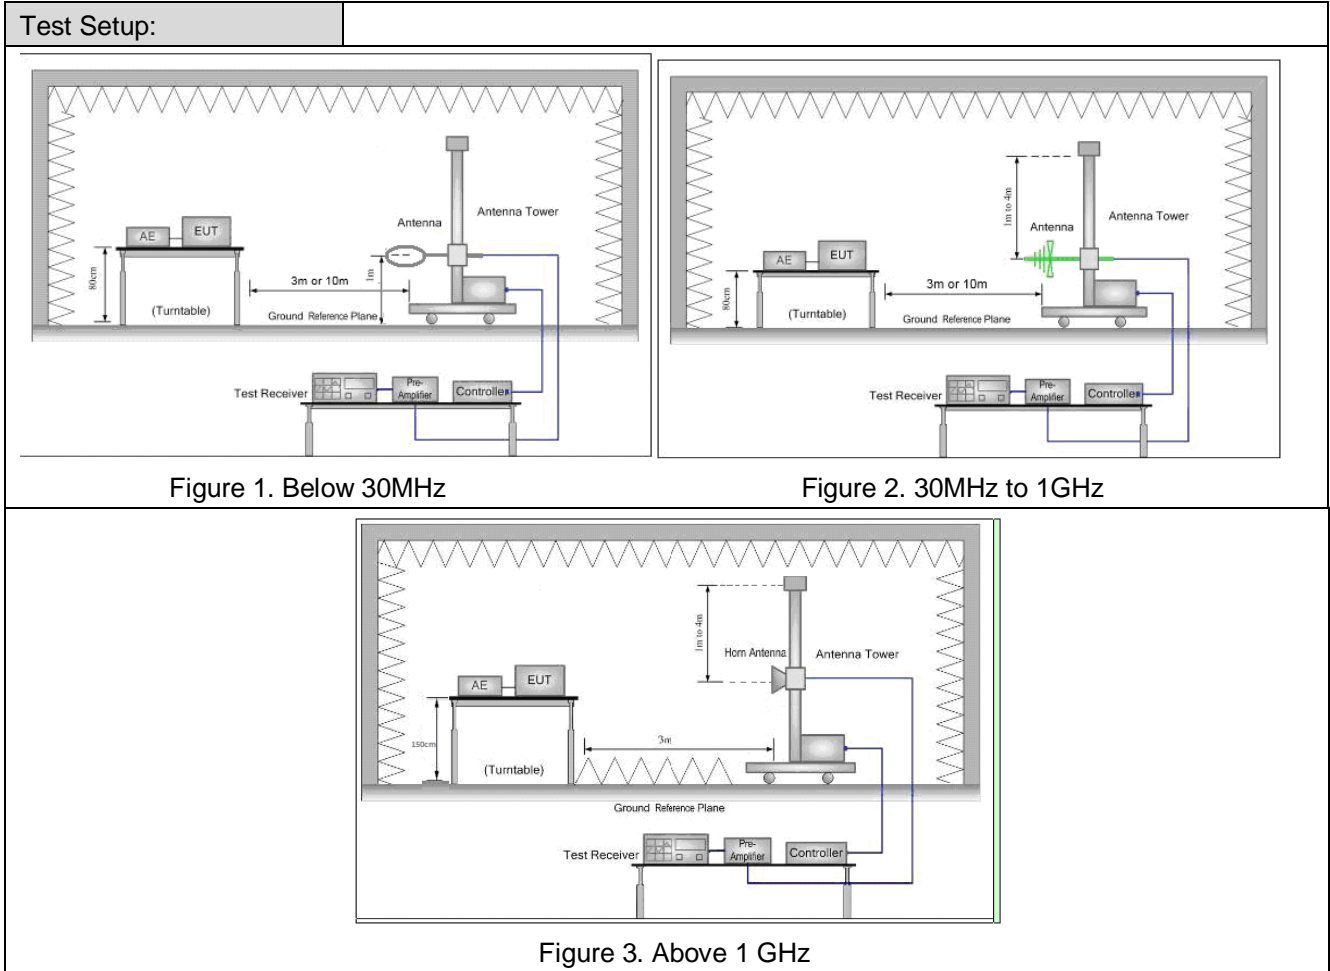 Test Setup:
Antenna Tower
Antenna
AE
EUT
80cm
1m
3m or 10m
(Turntable)
Ground Reference Plane
Test Receiver
Pre-
Amplifier
Controller
Figure 1. Below 30MHz
1m to 4m
Antenna
Antenna Tower
AE
EUT
80cm
3m or 10m
(Turntable)
Ground Reference Plane
Test Receiver
Pre-
Amplifier
Controller
Figure 2. 30MHz to 1GHz
1m to 4m
Horn Antenna
Antenna Tower
AE
EUT
150cm
3m
(Turntable)
Ground Reference Plane
Test Receiver
Pre-
Amplifier
Controller
Figure 3. Above 1 GHz